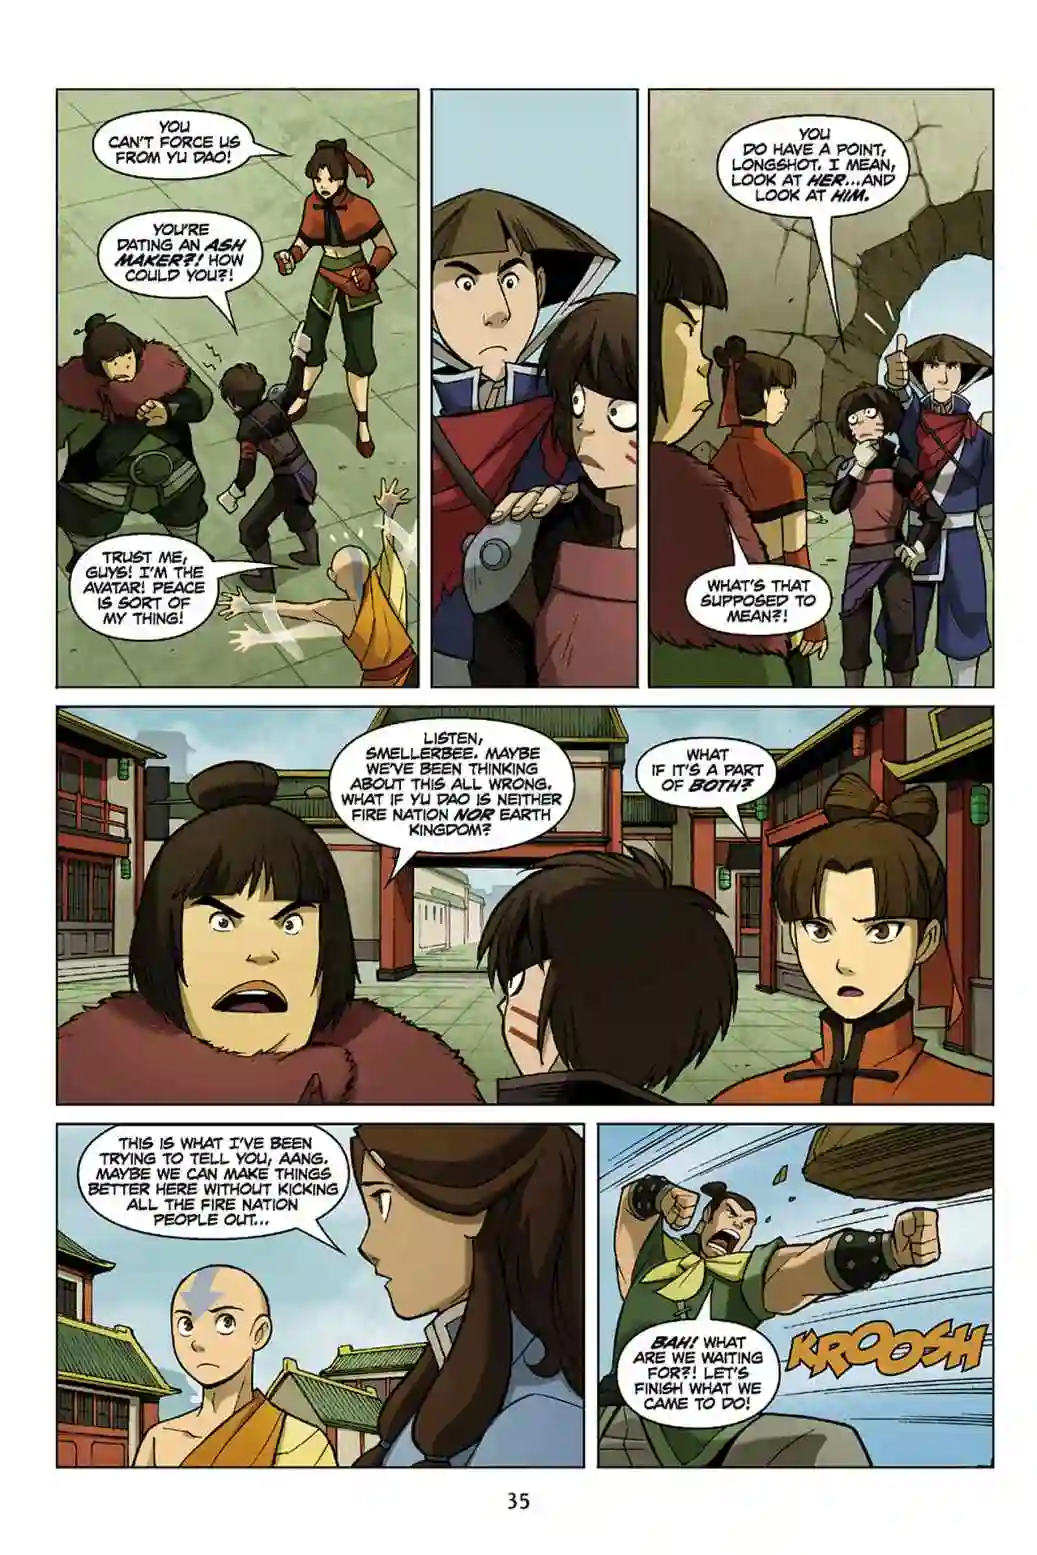 YOU
CAN'T FORCE US
FROM YU DAO!
YOU'RE
DATING AN ASH
MAKER?! HOW
COULD YOU?!
TRUST ME,
GUYS! I'M THE
AVATAR! PEACE
IS SORT OF
MY THING!
YOU
DO HAVE A POINT,
LONGSHOT. I MEAN,
LOOK AT HER...AND
LOOK AT HIM.
WHAT'S THAT
SUPPOSED TO
MEAN?!
LISTEN,
SMELLERBEE. MAYBE
WE'VE BEEN THINKING
ABOUT THIS ALL WRONG.
WHAT IF YU DAO IS NEITHER
FIRE NATION NOR EARTH
KINGDOM?
WHAT
IF IT'S A PART
OF BOTH?
THIS IS WHAT I'VE BEEN
TRYING TO TELL YOU, AANG.
MAYBE WE CAN MAKE THINGS
BETTER HERE WITHOUT KICKING
ALL THE FIRE NATION
PEOPLE OUT...
BAH! WHAT
ARE WE WAITING
FOR?! LET'S
FINISH WHAT WE
CAME TO DO!
KROOSH
35